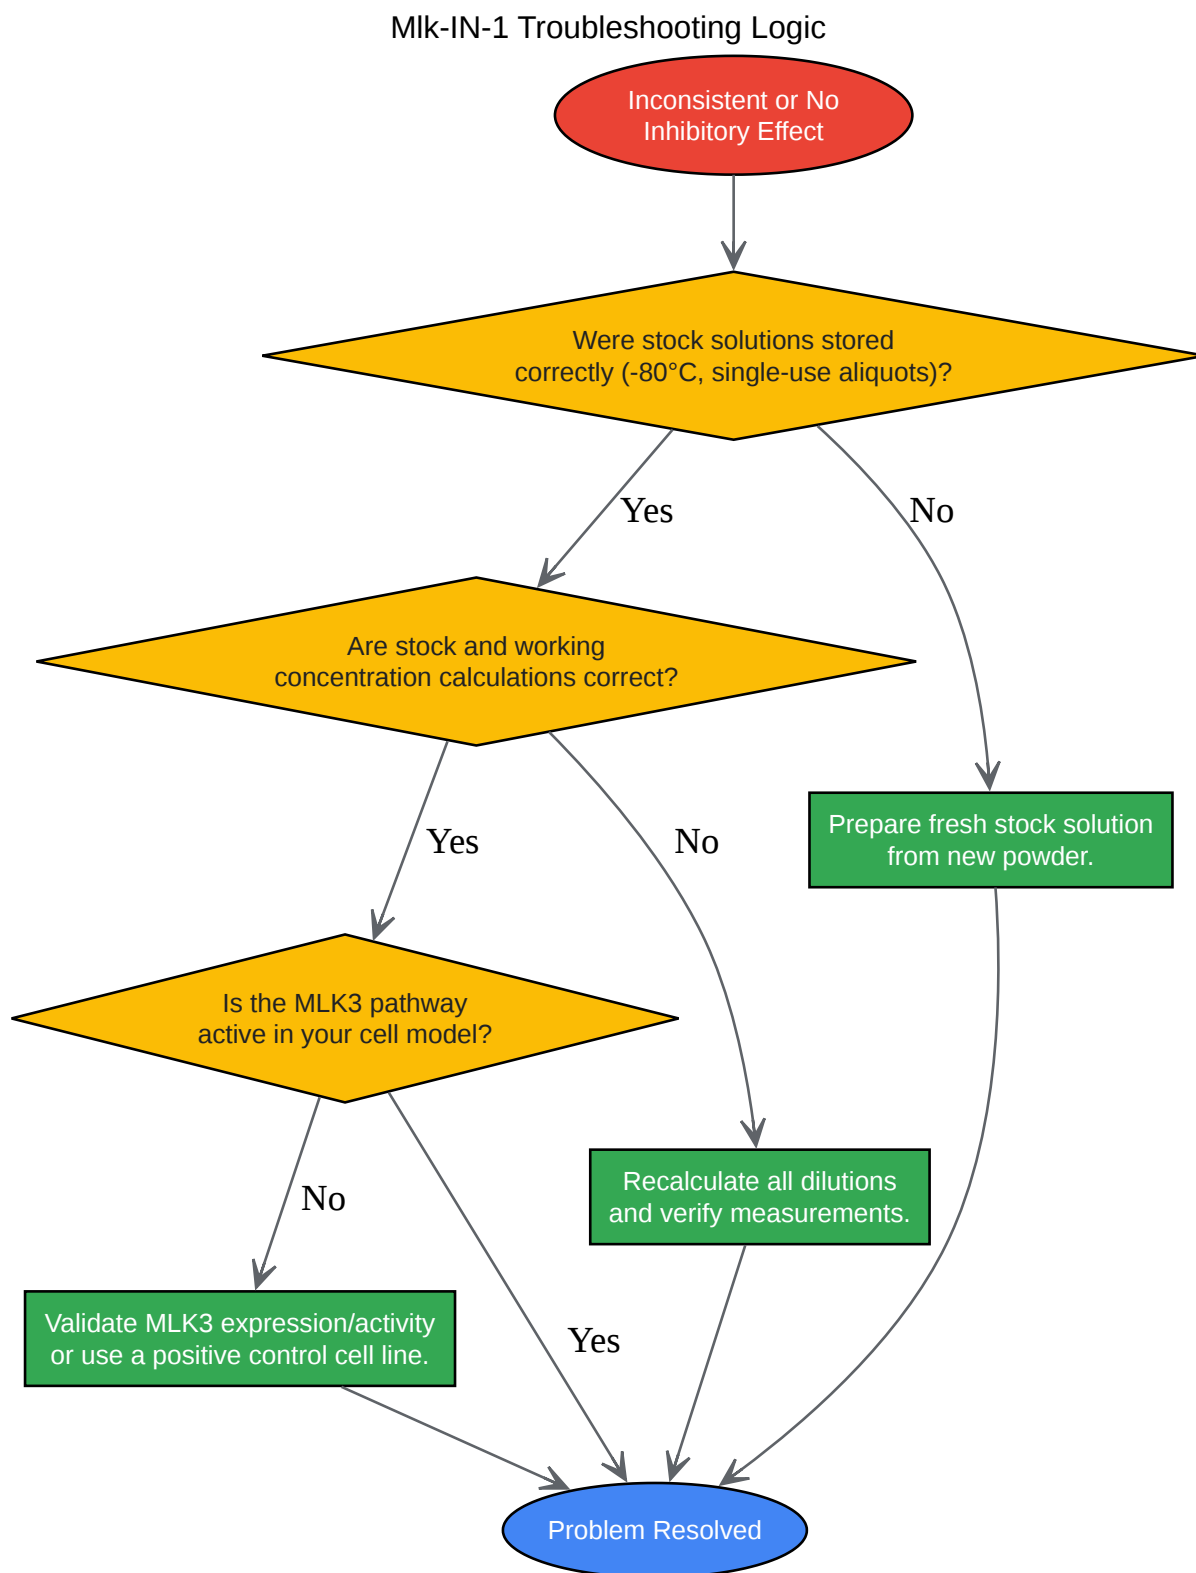 Mlk-IN-1 Troubleshooting Logic
Inconsistent or No
Inhibitory Effect
Were stock solutions stored
correctly (-80°C, single-use aliquots)?
Yes
No
Are stock and working
concentration calculations correct?
Yes
No
Prepare fresh stock solution
from new powder.
Is the MLK3 pathway
active in your cell model?
No
Yes
Recalculate all dilutions
and verify measurements.
Validate MLK3 expression/activity
or use a positive control cell line.
Problem Resolved